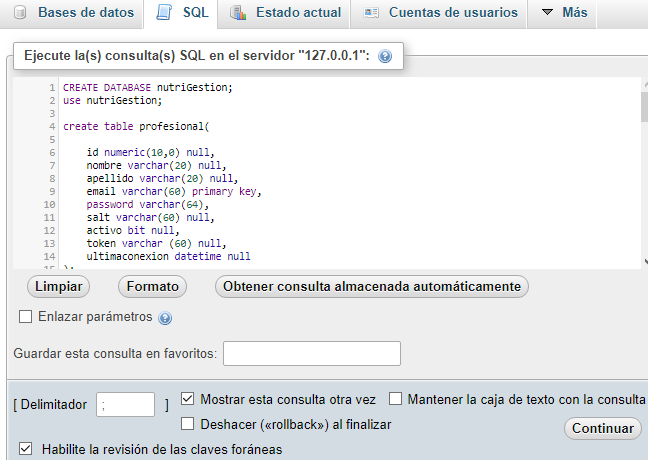 Bases de datos SQL Estado actual Cuentas de usuarios Más
Ejecute la(s) consulta(s) SQL en el servidor "127.0.0.1":
1 CREATE DATABASE nutriGestion;
2 use nutriGestion;
3
4 create table profesional(
5
6 id numeric(10,0) null,
7 nombre varchar(20) null,
8 apellido varchar(20) null,
9 email varchar(60) primary key,
10 password varchar(64),
11 salt varchar(60) null,
12 activo bit null,
13 token varchar (60) null,
14 ultimaconexion datetime null
15 );
Limpiar Formato Obtener consulta almacenada automáticamente
Enlazar parámetros
Guardar esta consulta en favoritos:
[ Delimitador ; ] Mostrar esta consulta otra vez Mantener la caja de texto con la consulta
Deshacer («rollback») al finalizar
Continuar
Habilite la revisión de las claves foráneas